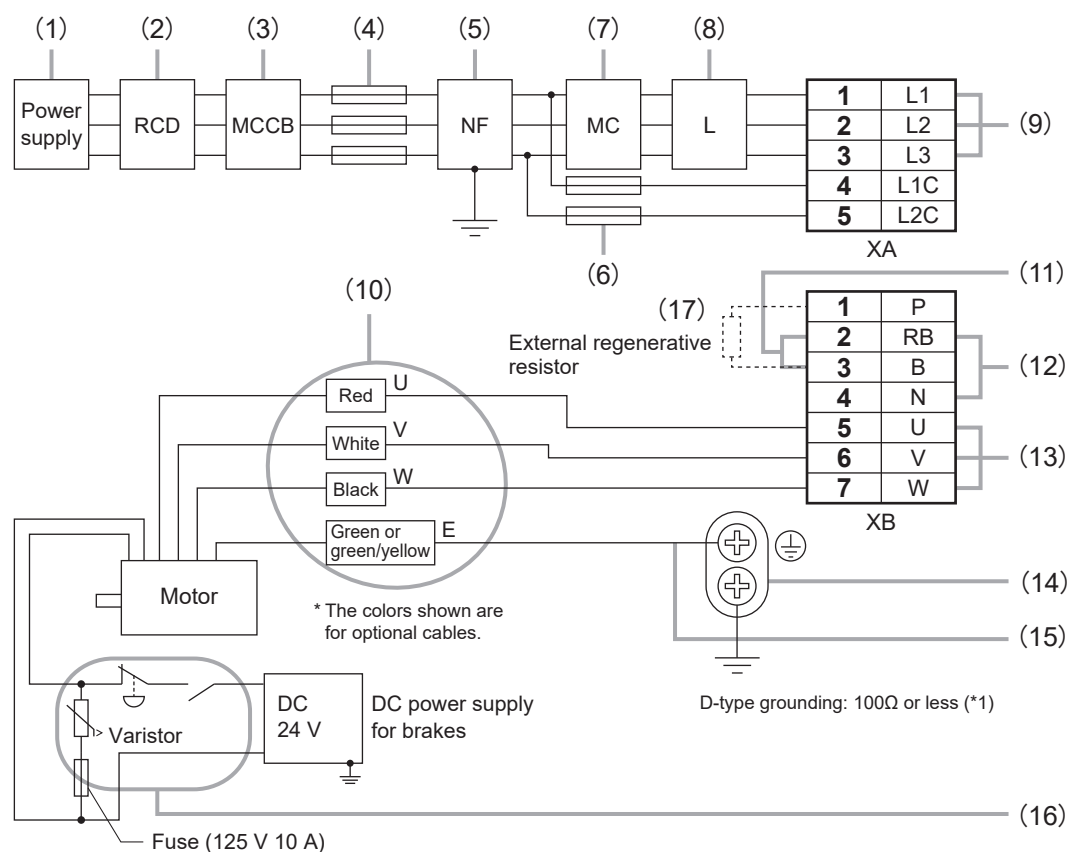 (1)
(2)
(3)
(4)
(5)
(7)
(8)
Power
supply
RCD
MCCB
NF
MC
L
1 L1
2 L2
3 L3
4 L1C
5 L2C
XA
(9)
(6)
(10)
(11)
(17)
External regenerative
resistor
1 P
2 RB
3 B
4 N
5 U
6 V
7 W
XB
(12)
(13)
Red U
White V
Black W
Green or
green/yellow E
Motor
* The colors shown are
for optional cables.
(14)
(15)
D-type grounding: 100Ω or less (*1)
DC
24 V
DC power supply
for brakes
Varistor
(16)
Fuse (125 V 10 A)